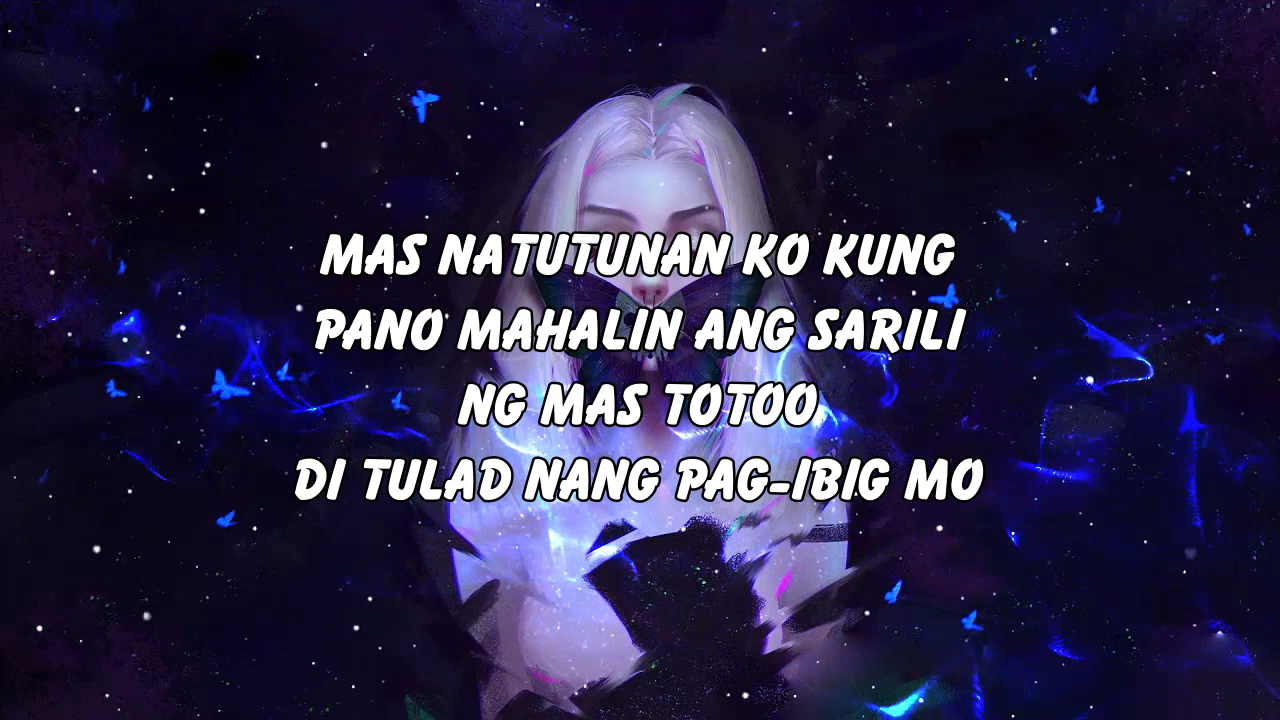 MAS NATUTUNAN KO KUNG
PANO MAHALIN ANG SARILI
NG MAS TOTOO
DI TULAD NANG PAG-IBIG MO